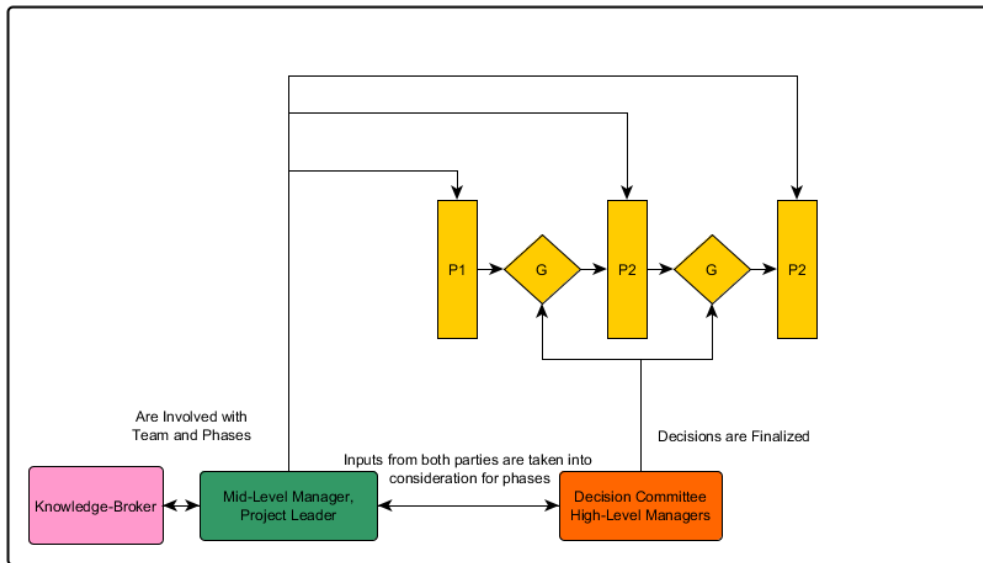 P1
G
P2
G
P2
Are Involved with
Team and Phases
Decisions are Finalized
Inputs from both parties are taken into
consideration for phases
Knowledge-Broker
Mid-Level Manager,
Project Leader
Decision Committee
High-Level Managers